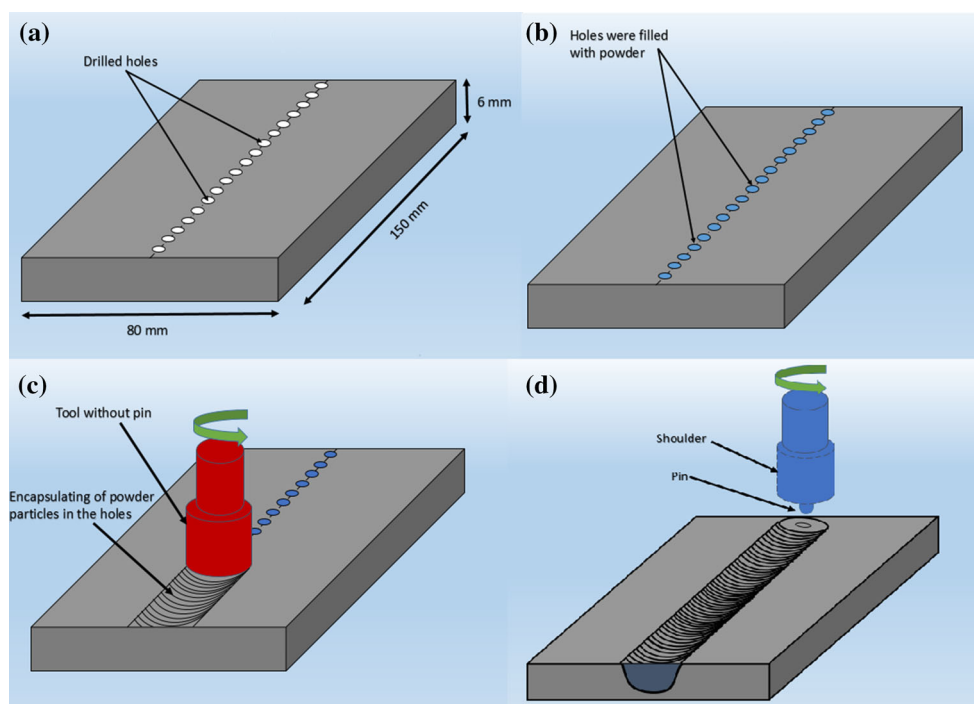 (a)
Drilled holes
6 mm
150 mm
80 mm
(b)
Holes were filled
with powder
(c)
Tool without pin
Encapsulating of powder
particles in the holes
(d)
Shoulder
Pin